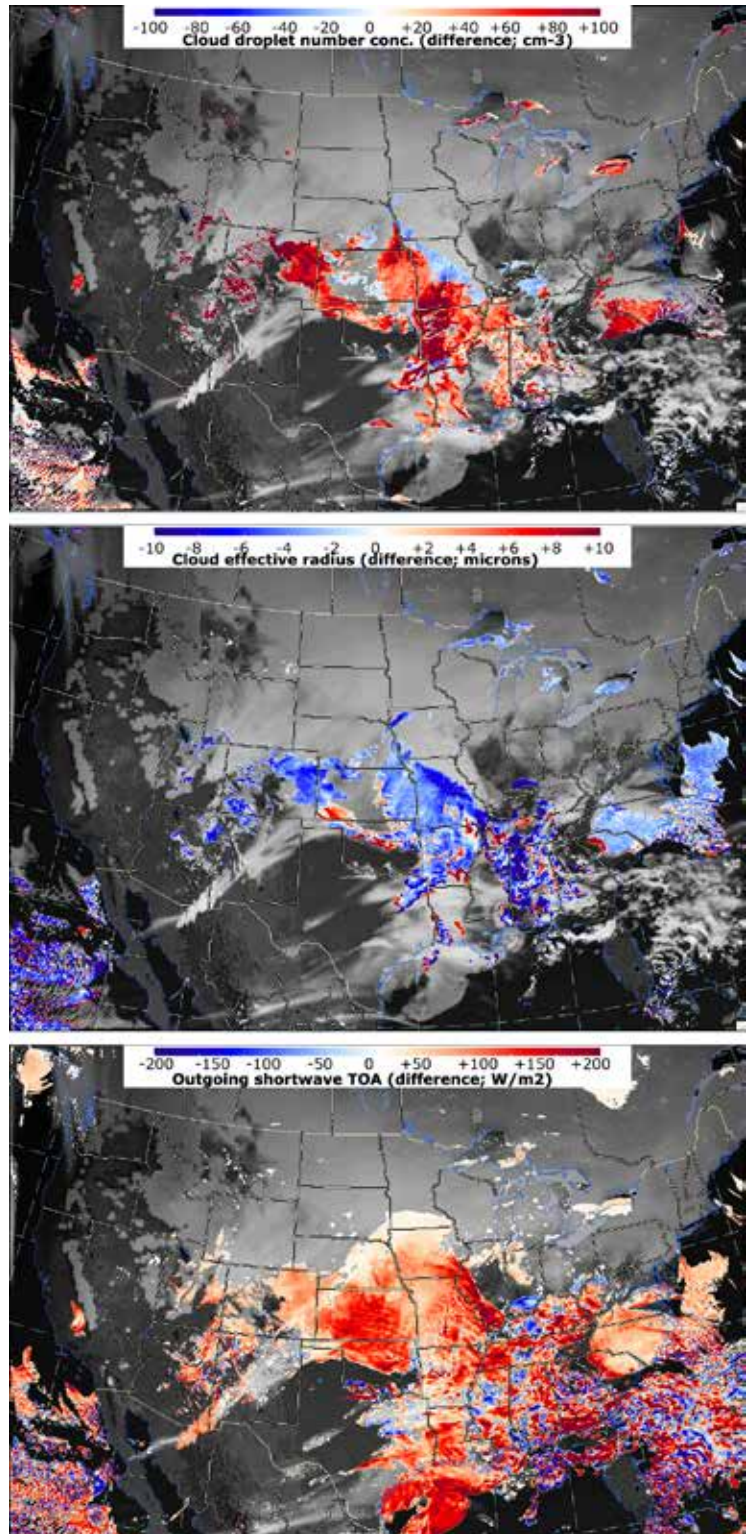 -100 -80 -60 -40 -20 0 +20 +40 +60 +80 +100
Cloud droplet number conc. (difference; cm-3)
-10 -8 -6 -4 -2 0 +2 +4 +6 +8 +10
Cloud effective radius (difference; microns)
-200 -150 -100 -50 0 +50 +100 +150 +200
Outgoing shortwave TOA (difference; W/m2)